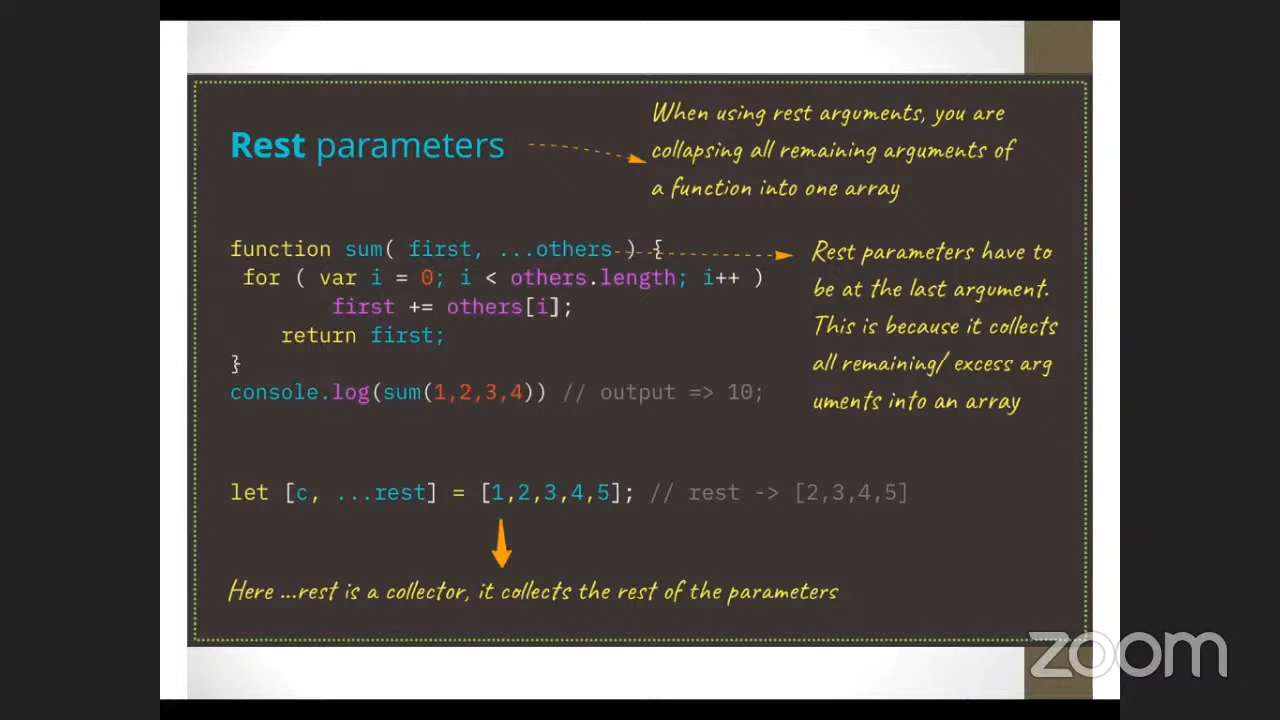 Rest parameters
When using rest arguments, you are
collapsing all remaining arguments of
a function into one array
function sum( first, ...others ) {
for ( var i = 0; i < others.length; i++ )
first += others[i];
return first;
}
console.log(sum(1,2,3,4)) // output => 10;
Rest parameters have to
be at the last argument.
This is because it collects
all remaining/ excess arg
uments into an array
let [c, ...rest] = [1,2,3,4,5]; // rest -> [2,3,4,5]
Here ...rest is a collector, it collects the rest of the parameters
zoom